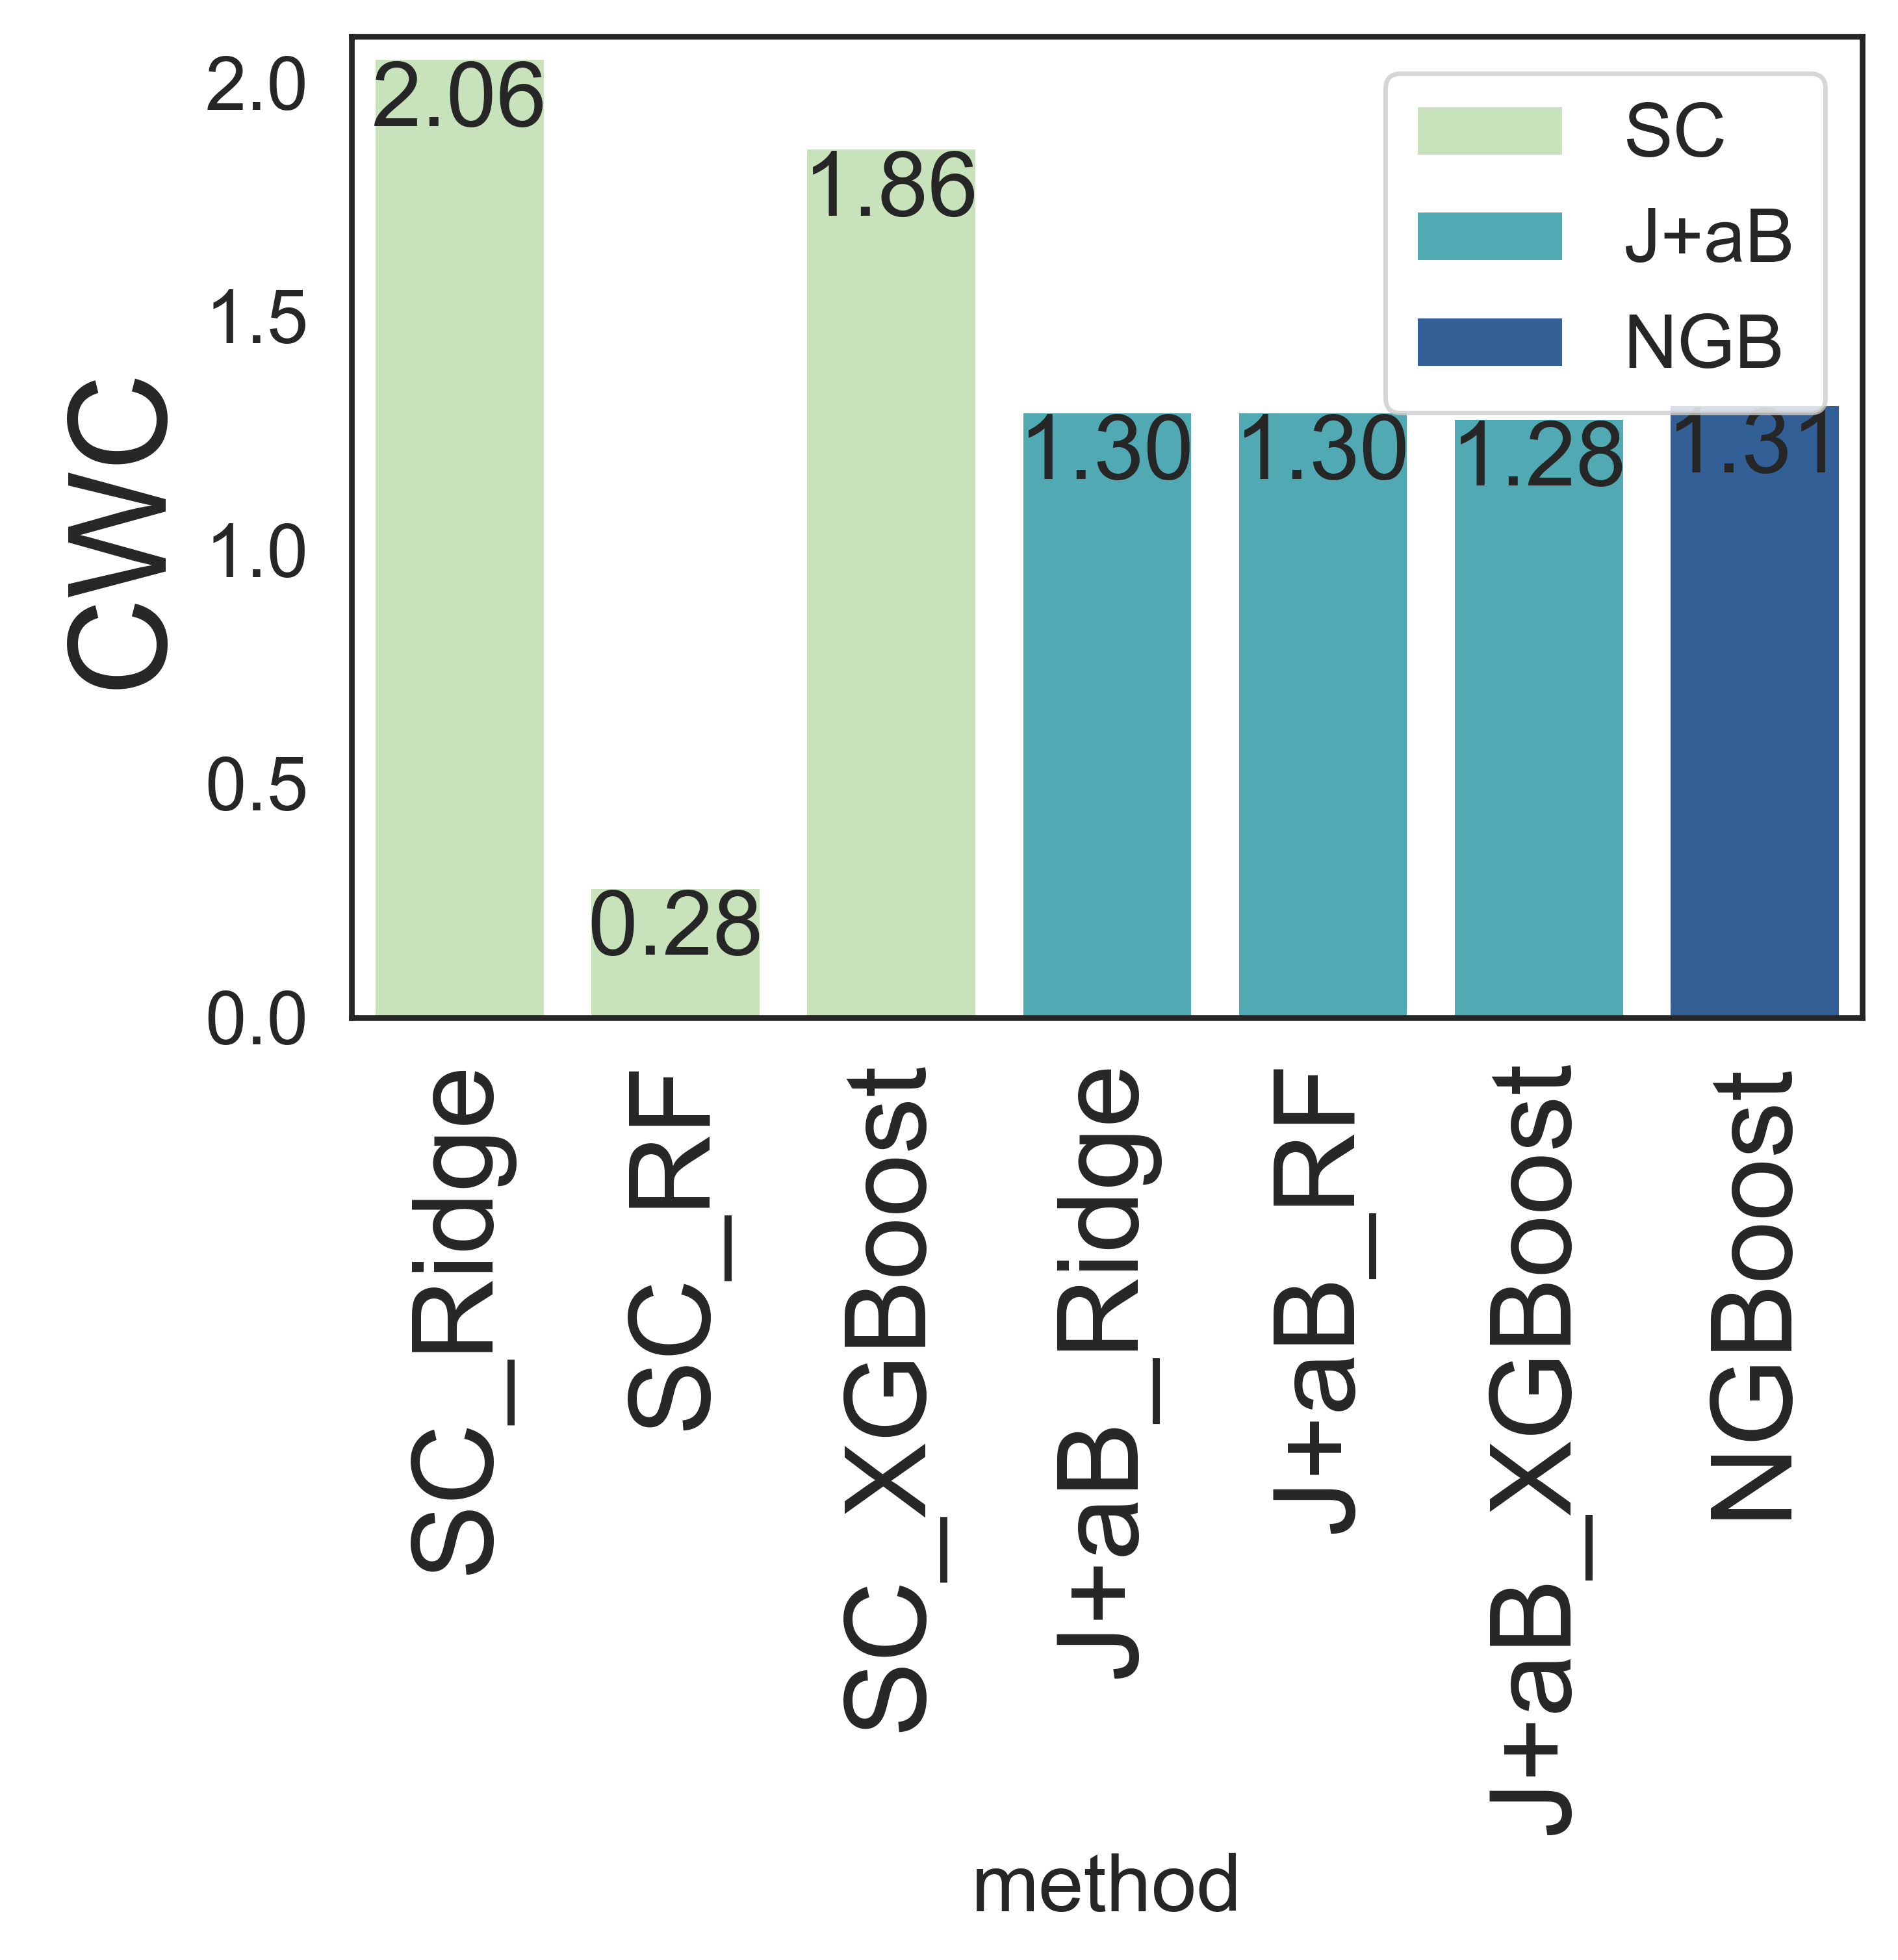 CWC
2.0
1.5
1.0
0.5
0.0
2.06
0.28
1.86
1.30
1.30
1.28
1.31
SC
J+aB
NGB
SC_Ridge
SC_RF
SC_XGBoost
J+aB_Ridge
J+aB_RF
J+aB_XGBoost
NGBoost
method